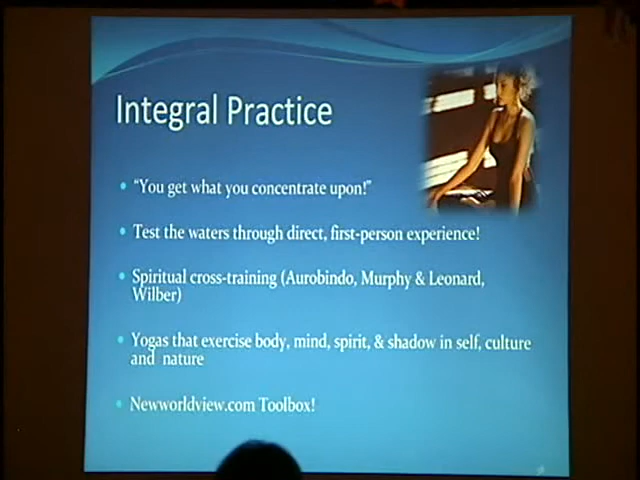 Integral Practice
• "You get what you concentrate upon!"
• Test the waters through direct, first-person experience!
• Spiritual cross-training (Aurobindo, Murphy & Leonard,
Wilber)
• Yogas that exercise body, mind, spirit, & shadow in self, culture
and nature
• Newworldview.com Toolbox!